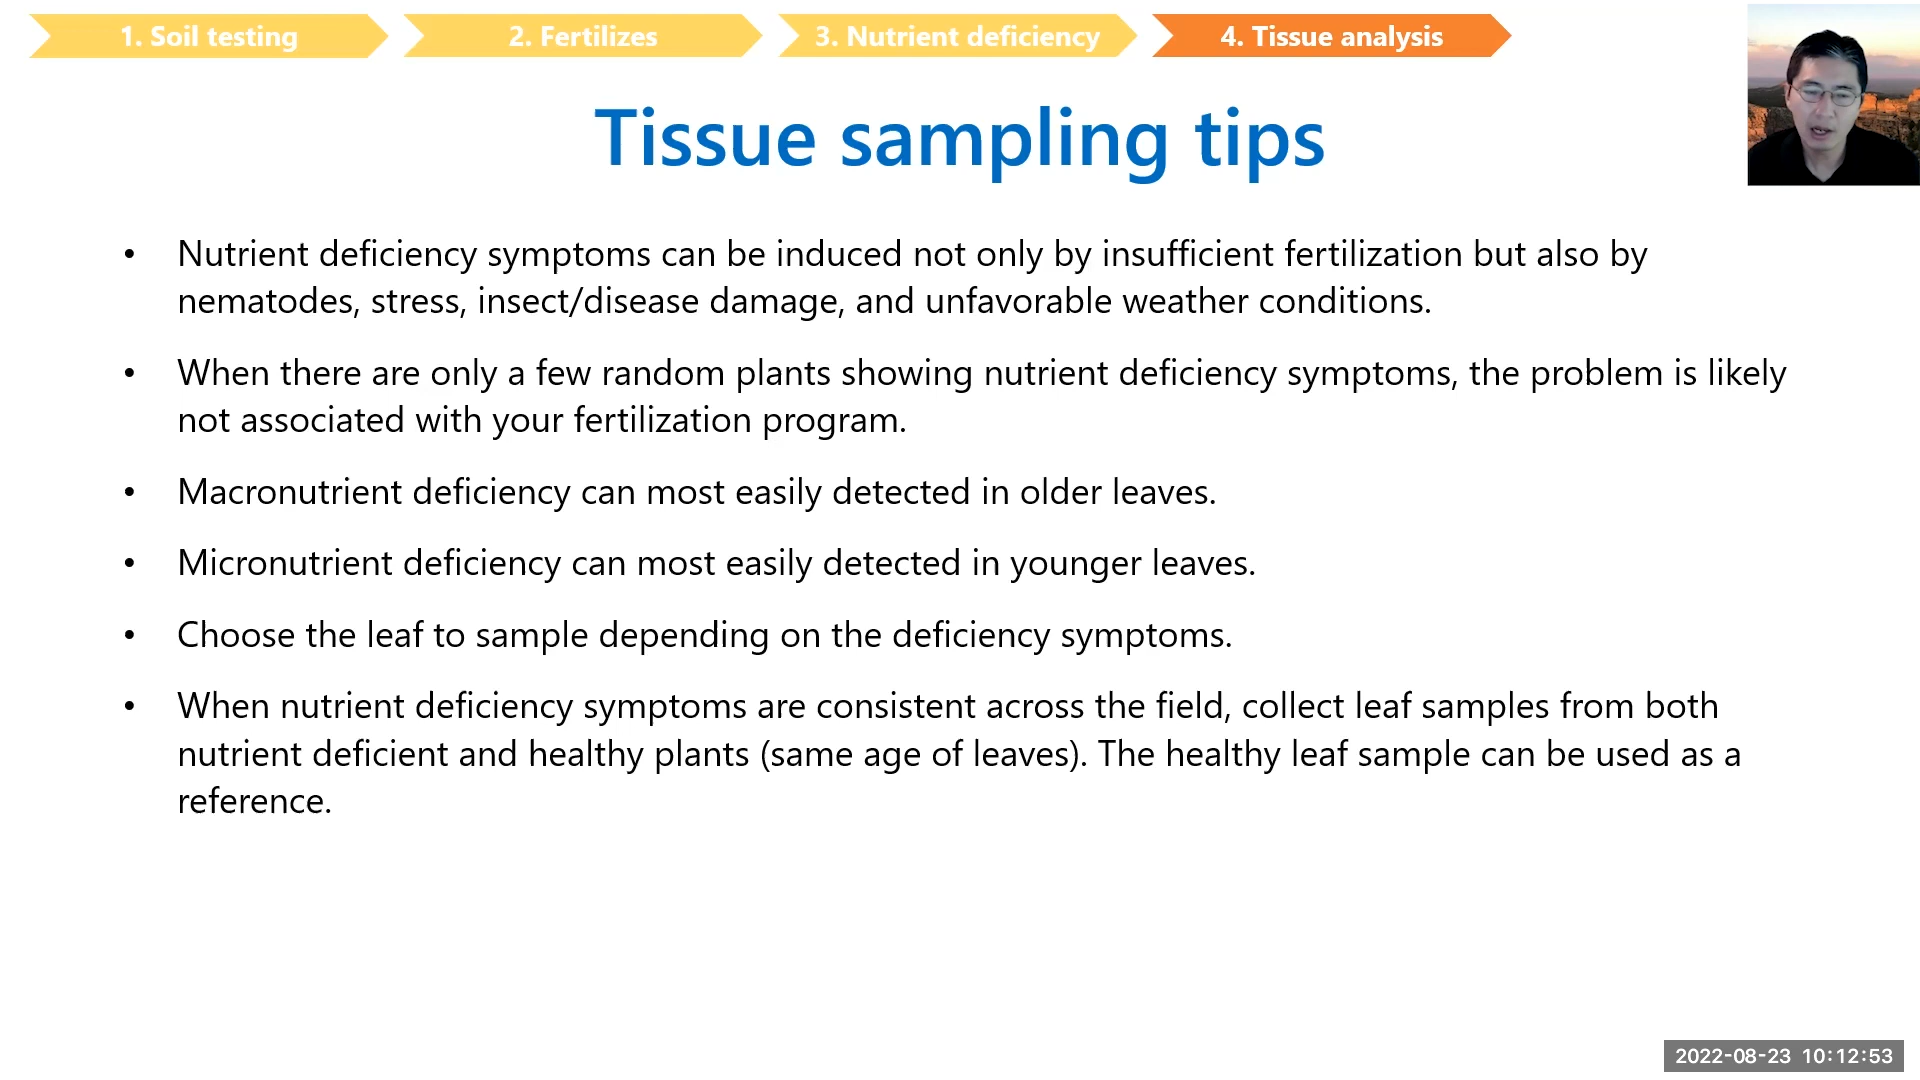 1. Soil testing
2. Fertilizes
3. Nutrient deficiency
4. Tissue analysis
Tissue sampling tips
• Nutrient deficiency symptoms can be induced not only by insufficient fertilization but also by
nematodes, stress, insect/disease damage, and unfavorable weather conditions.
• When there are only a few random plants showing nutrient deficiency symptoms, the problem is likely
not associated with your fertilization program.
• Macronutrient deficiency can most easily detected in older leaves.
• Micronutrient deficiency can most easily detected in younger leaves.
• Choose the leaf to sample depending on the deficiency symptoms.
• When nutrient deficiency symptoms are consistent across the field, collect leaf samples from both
nutrient deficient and healthy plants (same age of leaves). The healthy leaf sample can be used as a
reference.
2022-08-23 10:12:53